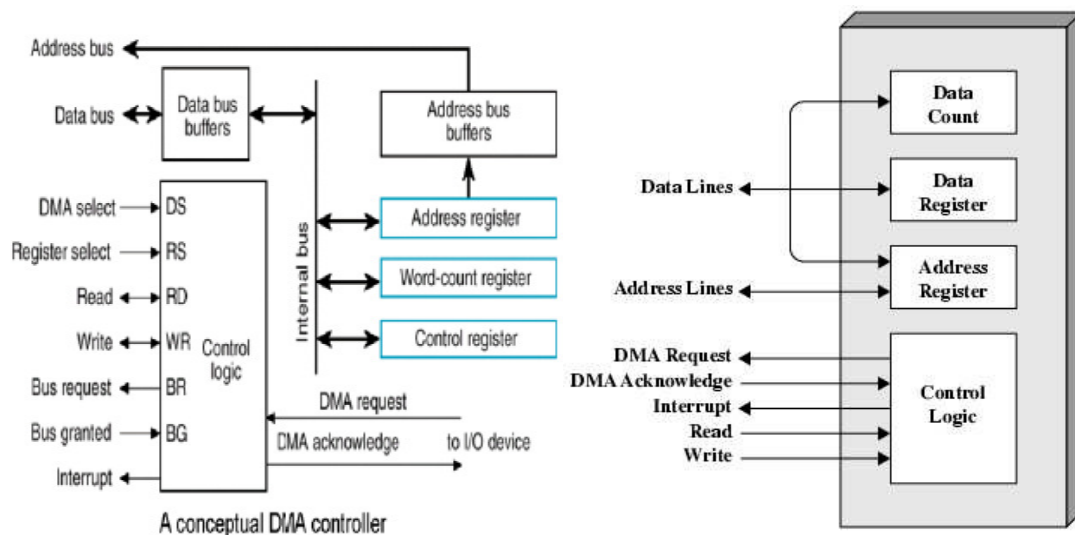 Address bus
Data bus
Data bus
buffers
Address bus
buffers
DMA select
DS
Register select
RS
Read
RD
Write
WR
Bus request
BR
Bus granted
BG
Interrupt
Control
logic
Internal bus
Address register
Word-count register
Control register
DMA request
DMA acknowledge
to I/O device
A conceptual DMA controller
Data
Count
Data Lines
Data
Register
Address Lines
Address
Register
DMA Request
DMA Acknowledge
Interrupt
Read
Write
Control
Logic